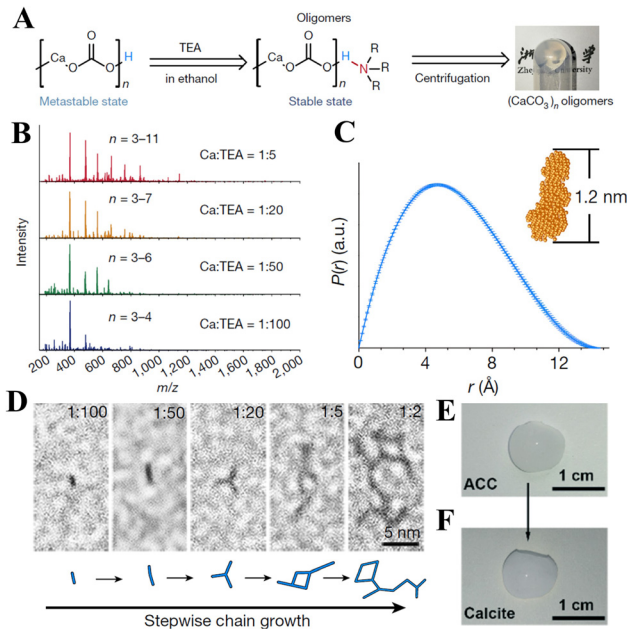 A
Oligomers
Ca O O O H n
TEA
in ethanol
Ca O O O H N R R R n
Centrifugation
Metastable state
Stable state
(CaCO₃)n oligomers
B
n = 3–11
Ca:TEA = 1:5
n = 3–7
Ca:TEA = 1:20
n = 3–6
Ca:TEA = 1:50
n = 3–4
Ca:TEA = 1:100
Intensity
200 400 600 800 1,000 1,200 1,400 1,600 1,800 2,000
m/z
C
1.2 nm
P(r) (a.u.)
0 4 8 12
r (Å)
D
1:100 1:50 1:20 1:5 1:2
5 nm
Stepwise chain growth
E
ACC
1 cm
F
Calcite
1 cm